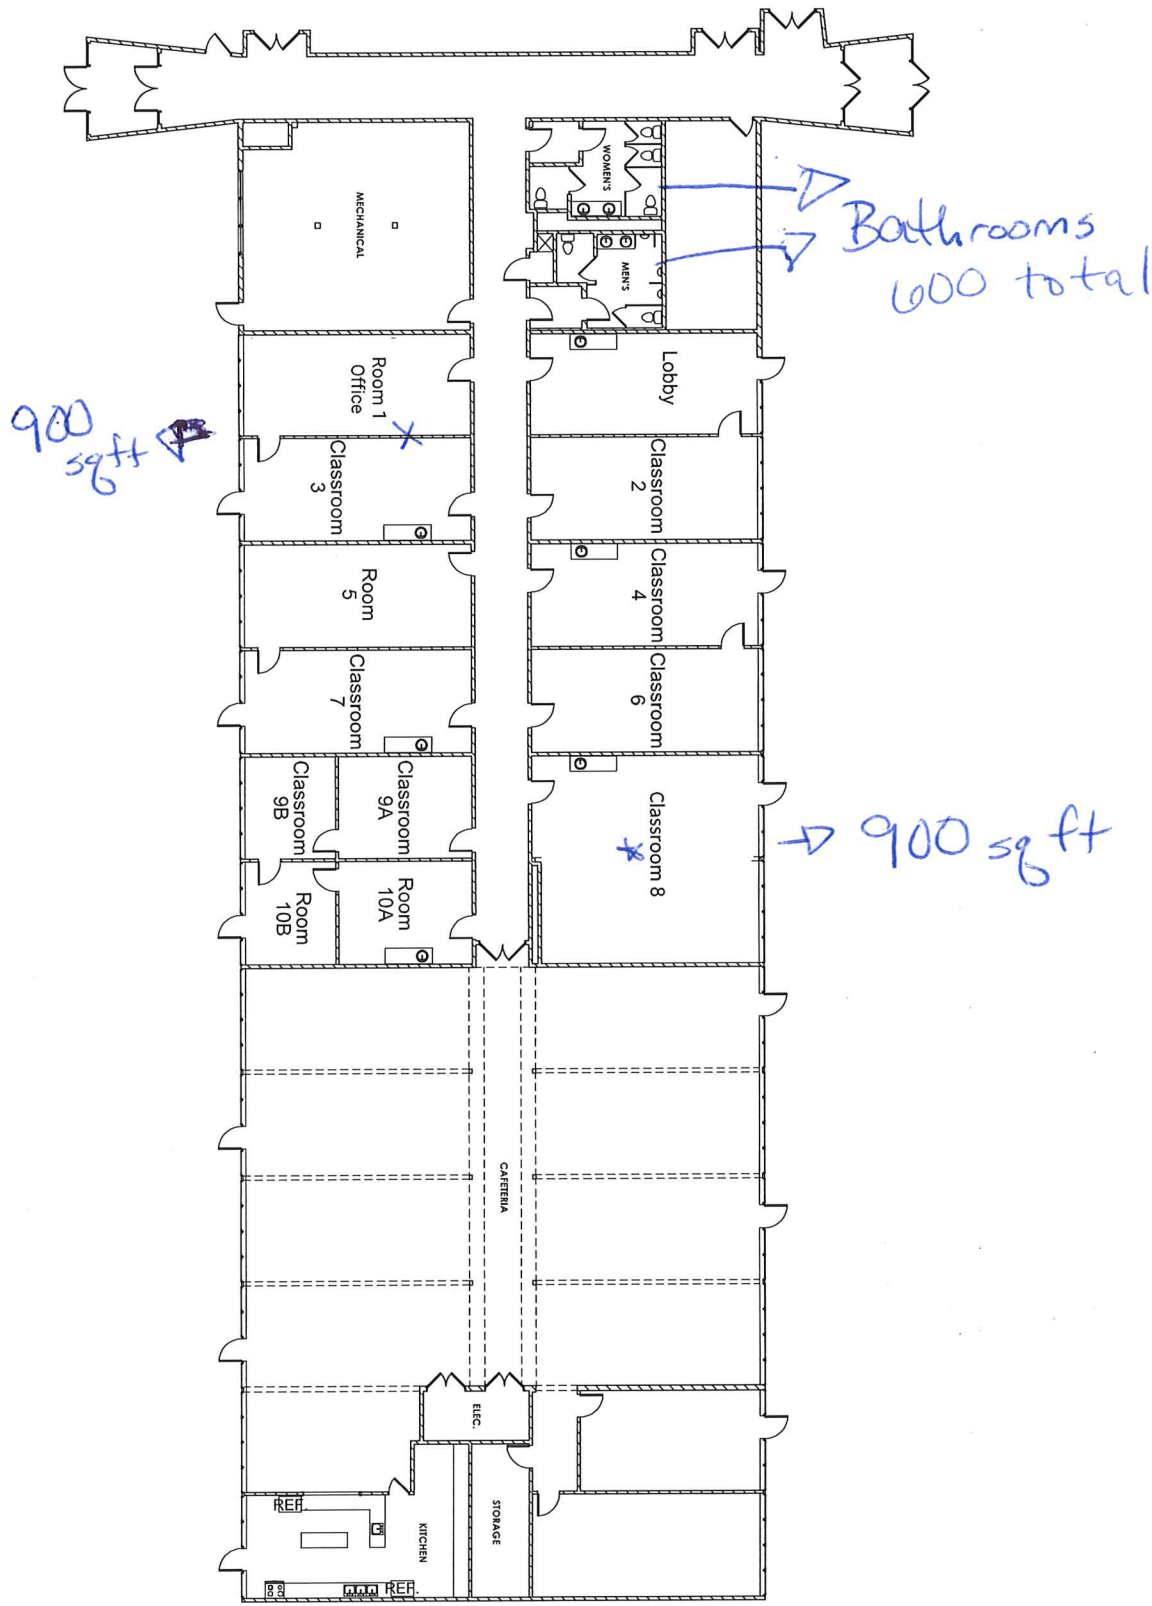 WOMEN'S
MECHANICAL
Bathrooms
600 total
MEN'S
Lobby
Room 1
Office
900
sqft
Classroom
3
Classroom
2
Room
5
Classroom
4
Classroom
7
Classroom
6
Classroom
9B
Classroom
9A
Classroom 8
900 sq ft
Room
10B
Room
10A
CAFETERIA
ELEC.
REF.
KITCHEN
STORAGE
REF.